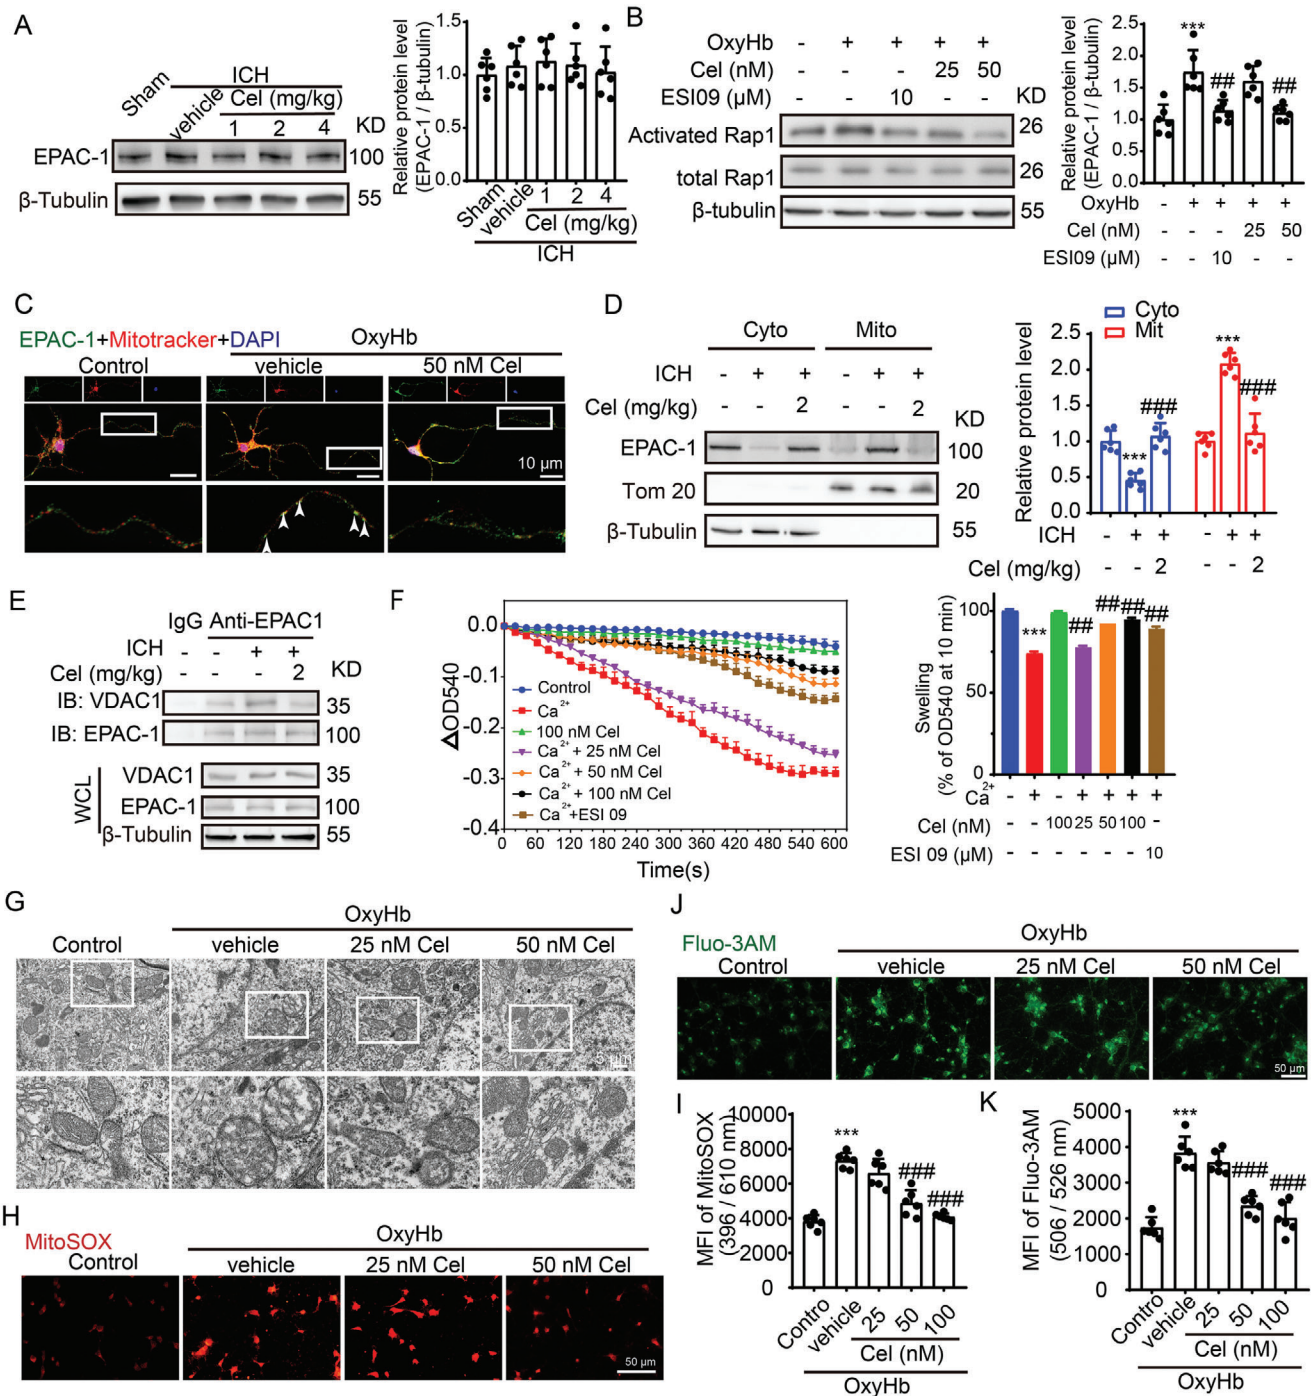 A
ICH
Sham
vehicle
Cel (mg/kg)
1 2 4 KD
EPAC-1 100
β-Tubulin 55
Relative protein level
(EPAC-1 / β-tubulin)
1.5
1.0
0.5
0.0
Sham
vehicle
1 2 4
Cel (mg/kg)
ICH
B
OxyHb - + + + +
Cel (nM) - - - 25 50
ESI09 (μM) - - 10 - - KD
Activated Rap1 26
total Rap1 26
β-tubulin 55
Relative protein level
(EPAC-1 / β-tubulin)
2.5
2.0
1.5
1.0
0.5
0.0
***
##
##
OxyHb - + + + +
Cel (nM) - - - 25 50
ESI09 (μM) - - 10 - -
C
EPAC-1+Mitotracker+DAPI
OxyHb
Control vehicle 50 nM Cel
10 μm
D
Cyto Mito
ICH - + + - + +
Cel (mg/kg) - - 2 - - 2 KD
EPAC-1 100
Tom 20 20
β-Tubulin 55
Cyto
Mit
Relative protein level
2.5
2.0
1.5
1.0
0.5
0.0
***
###
***
###
ICH - + + - + +
Cel (mg/kg) - - 2 - - 2
E
IgG Anti-EPAC1
ICH - - + +
Cel (mg/kg) - - - 2 KD
IB: VDAC1 35
IB: EPAC-1 100
WCL
VDAC1 35
EPAC-1 100
β-Tubulin 55
F
ΔOD540
0.0
-0.1
-0.2
-0.3
-0.4
Control
Ca2+
100 nM Cel
Ca2+ + 25 nM Cel
Ca2+ + 50 nM Cel
Ca2+ + 100 nM Cel
Ca2++ESI 09
0 60 120 180 240 300 360 420 480 540 600
Time(s)
Swelling
(% of OD540 at 10 min)
100
50
0
***
##
##
##
##
Ca2+ - + - + + + +
Cel (nM) - - 100 25 50 100 -
ESI 09 (μM) - - - - - - 10
G
OxyHb
Control vehicle 25 nM Cel 50 nM Cel
5 μm
H
MitoSOX
OxyHb
Control vehicle 25 nM Cel 50 nM Cel
50 μm
J
Fluo-3AM
OxyHb
Control vehicle 25 nM Cel 50 nM Cel
50 μm
I
MFI of MitoSOX
(396 / 610 nm)
10000
8000
6000
4000
2000
0
***
###
###
Contro
vehicle
25
50
100
Cel (nM)
OxyHb
K
MFI of Fluo-3AM
(506 / 526 nm)
5000
4000
3000
2000
1000
0
***
###
###
Contro
vehicle
25
50
100
Cel (nM)
OxyHb